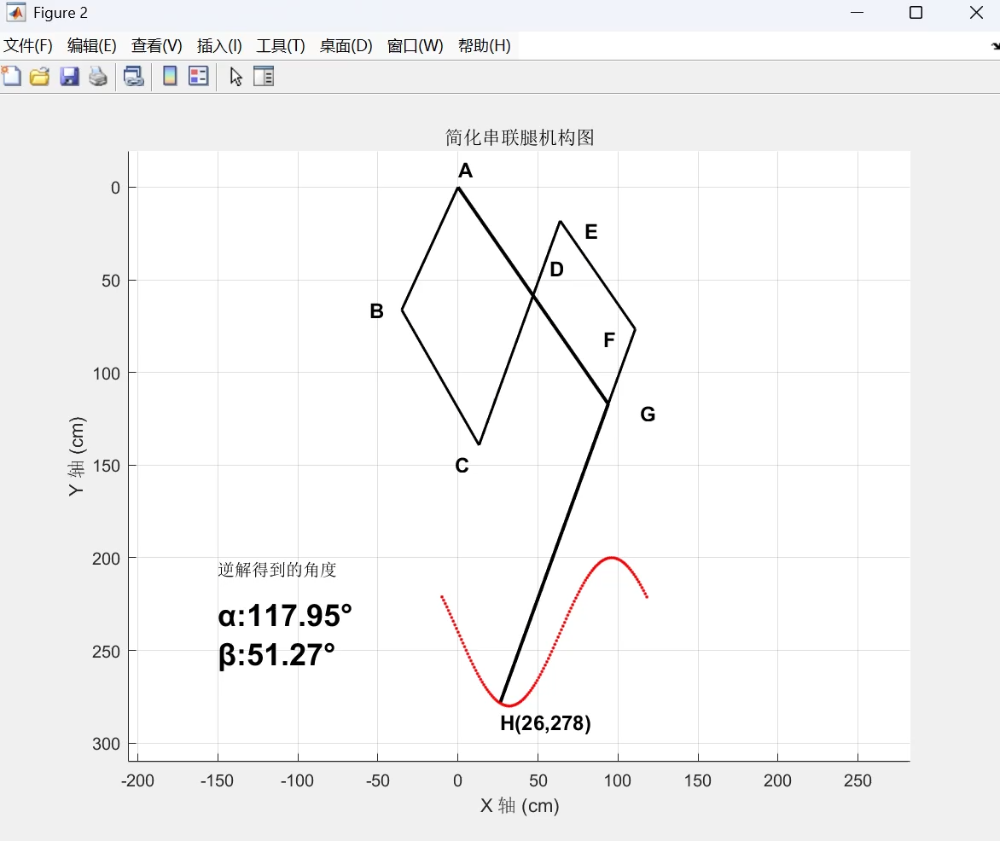 Figure 2
文件(F) 编辑(E) 查看(V) 插入(I) 工具(T) 桌面(D) 窗口(W) 帮助(H)
简化串联腿机构图
A
E
D
B
F
G
C
逆解得到的角度
α:117.95°
β:51.27°
H(26,278)
Y 轴 (cm)
0
50
100
150
200
250
300
-200 -150 -100 -50 0 50 100 150 200 250
X 轴 (cm)